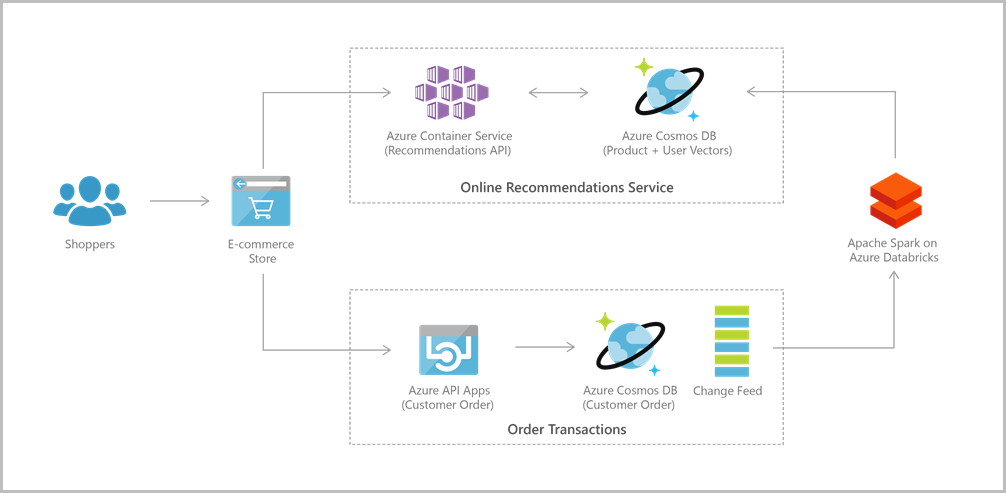 Azure Container Service
(Recommendations API)
Azure Cosmos DB
(Product + User Vectors)
Online Recommendations Service
Shoppers
E-commerce
Store
Apache Spark on
Azure Databricks
Azure API Apps
(Customer Order)
Azure Cosmos DB
(Customer Order)
Change Feed
Order Transactions